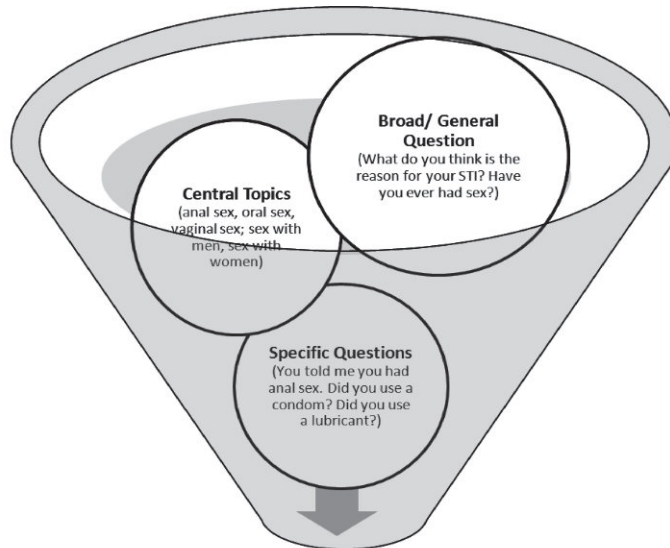 Broad/ General
Question
(What do you think is the
reason for your STI? Have
you ever had sex?)
Central Topics
(anal sex, oral sex,
vaginal sex; sex with
men, sex with
women)
Specific Questions
(You told me you had
anal sex. Did you use a
condom? Did you use
a lubricant?)